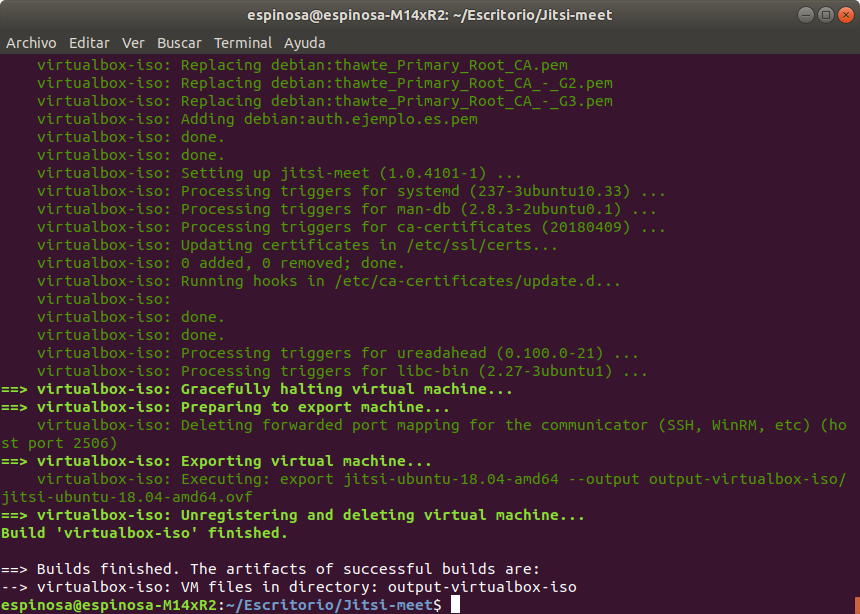 espinosa@espinosa-M14xR2: ~/Escritorio/Jitsi-meet
Archivo Editar Ver Buscar Terminal Ayuda
virtualbox-iso: Replacing debian:thawte_Primary_Root_CA.pem
virtualbox-iso: Replacing debian:thawte_Primary_Root_CA_-_G2.pem
virtualbox-iso: Replacing debian:thawte_Primary_Root_CA_-_G3.pem
virtualbox-iso: Adding debian:auth.ejemplo.es.pem
virtualbox-iso: done.
virtualbox-iso: done.
virtualbox-iso: Setting up jitsi-meet (1.0.4101-1) ...
virtualbox-iso: Processing triggers for systemd (237-3ubuntu10.33) ...
virtualbox-iso: Processing triggers for man-db (2.8.3-2ubuntu0.1) ...
virtualbox-iso: Processing triggers for ca-certificates (20180409) ...
virtualbox-iso: Updating certificates in /etc/ssl/certs...
virtualbox-iso: 0 added, 0 removed; done.
virtualbox-iso: Running hooks in /etc/ca-certificates/update.d...
virtualbox-iso:
virtualbox-iso: done.
virtualbox-iso: done.
virtualbox-iso: Processing triggers for ureadahead (0.100.0-21) ...
virtualbox-iso: Processing triggers for libc-bin (2.27-3ubuntu1) ...
==> virtualbox-iso: Gracefully halting virtual machine...
==> virtualbox-iso: Preparing to export machine...
virtualbox-iso: Deleting forwarded port mapping for the communicator (SSH, WinRM, etc) (ho
st port 2506)
==> virtualbox-iso: Exporting virtual machine...
virtualbox-iso: Executing: export jitsi-ubuntu-18.04-amd64 --output output-virtualbox-iso/
jitsi-ubuntu-18.04-amd64.ovf
==> virtualbox-iso: Unregistering and deleting virtual machine...
Build 'virtualbox-iso' finished.

==> Builds finished. The artifacts of successful builds are:
--> virtualbox-iso: VM files in directory: output-virtualbox-iso
espinosa@espinosa-M14xR2:~/Escritorio/Jitsi-meet$